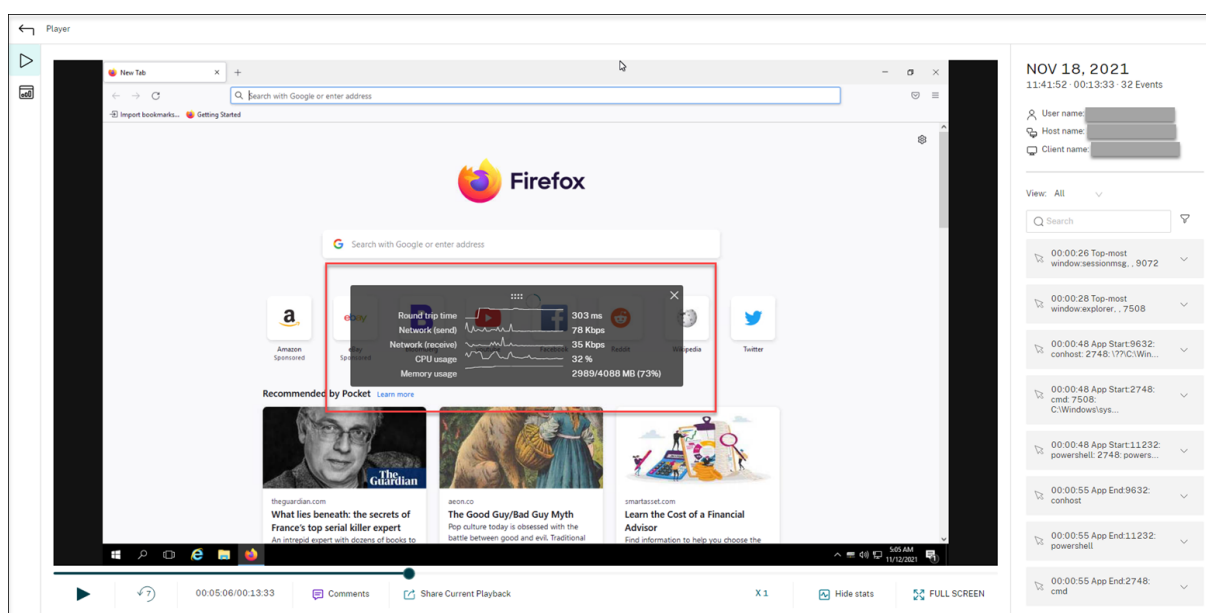 Player
New Tab
Search with Google or enter address
Import bookmarks...
Getting Started
Firefox
Search with Google or enter address
Round trip time 303 ms
Network (send) 78 Kbps
Network (receive) 35 Kbps
CPU usage 32 %
Memory usage 2989/4088 MB (73%)
Amazon
Sponsored
eBay
Facebook
Reddit
Wikipedia
Twitter
Recommended by Pocket Learn more
The
Guardian
theguardian.com
What lies beneath: the secrets of
France's top serial killer expert
An intrepid expert with dozens of books to
aeon.co
The Good Guy/Bad Guy Myth
Pop culture today is obsessed with the
battle between good and evil. Traditional
smartasset.com
Learn the Cost of a Financial
Advisor
Find information to help you choose the
5:05 AM
11/12/2021
00:05:06/00:13:33
7
Comments
Share Current Playback
X 1
Hide stats
FULL SCREEN
NOV 18, 2021
11:41:52 · 00:13:33 · 32 Events
User name:
Host name:
Client name:
View: All
Search
00:00:26 Top-most
window:sessionmsg, , 9072
00:00:28 Top-most
window:explorer, , 7508
00:00:48 App Start:9632:
conhost: 2748: \??\C:\Win...
00:00:48 App Start:2748:
cmd: 7508:
C:\Windows\sys...
00:00:48 App Start:11232:
powershell: 2748: powers...
00:00:55 App End:9632:
conhost
00:00:55 App End:11232:
powershell
00:00:55 App End:2748:
cmd